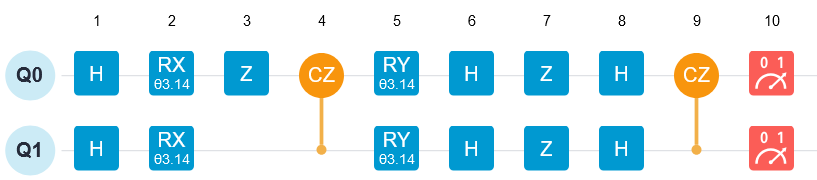 1 2 3 4 5 6 7 8 9 10
Q0 H RX θ3.14 Z CZ RY θ3.14 H Z H CZ 0 1
Q1 H RX θ3.14 RY θ3.14 H Z H 0 1